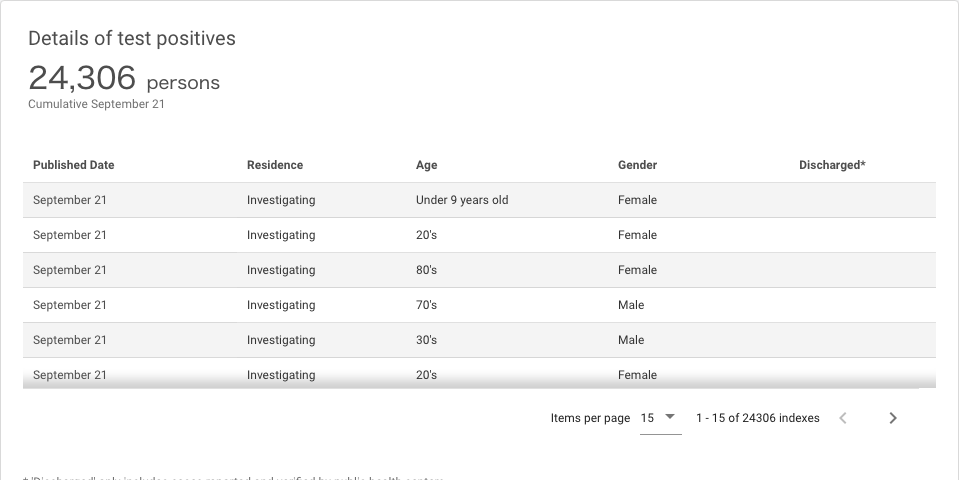 Details of test positives
24,306 persons
Cumulative September 21
Published Date Residence Age Gender Discharged*
September 21 Investigating Under 9 years old Female
September 21 Investigating 20's Female
September 21 Investigating 80's Female
September 21 Investigating 70's Male
September 21 Investigating 30's Male
September 21 Investigating 20's Female
Items per page 15 1 - 15 of 24306 indexes